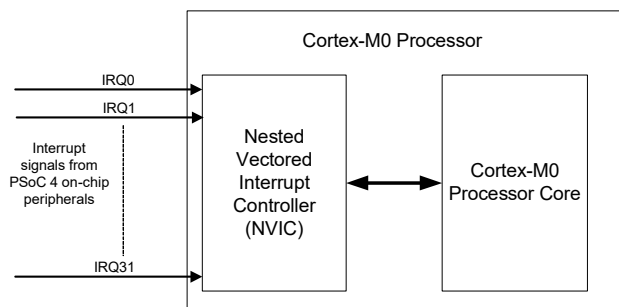 Cortex-M0 Processor
IRQ0
IRQ1
Interrupt
signals from
PSoC 4 on-chip
peripherals
IRQ31
Nested
Vectored
Interrupt
Controller
(NVIC)
Cortex-M0
Processor Core